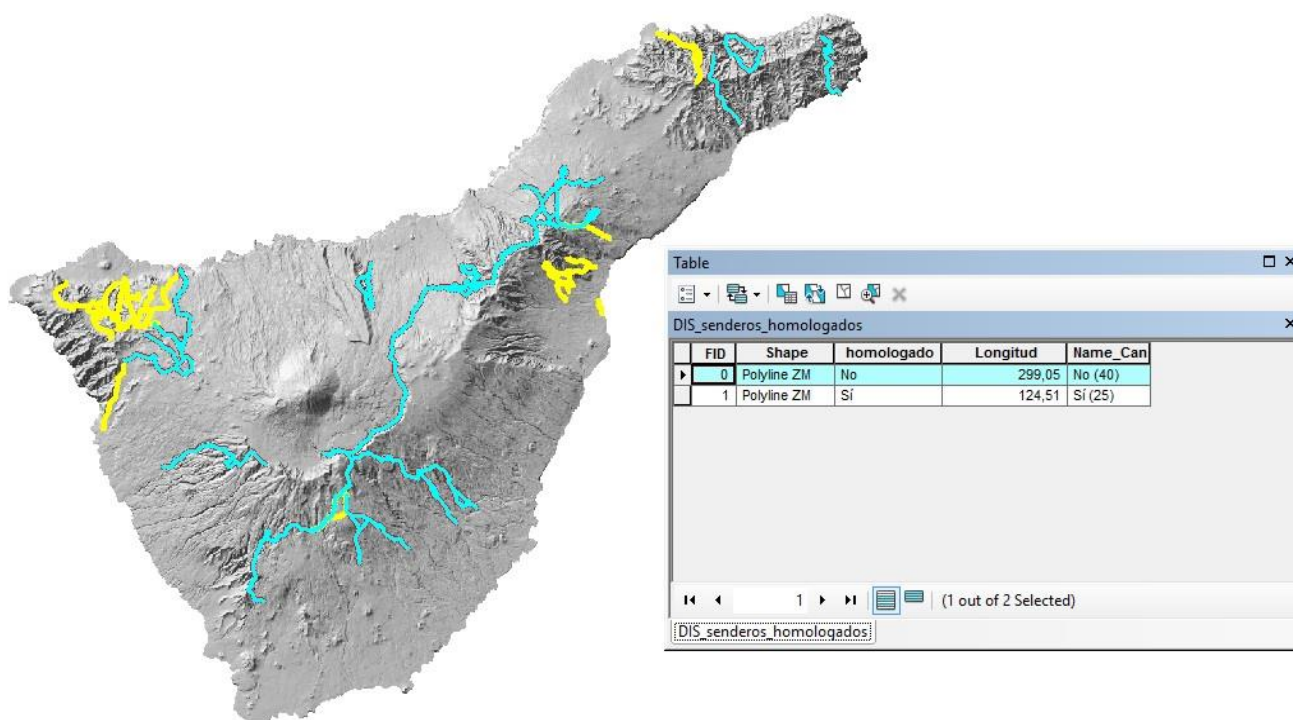 Table
DIS_senderos_homologados
FID Shape homologado Longitud Name_Can
0 Polyline ZM No 299,05 No (40)
1 Polyline ZM Sí 124,51 Sí (25)
1 (1 out of 2 Selected)
DIS_senderos_homologados